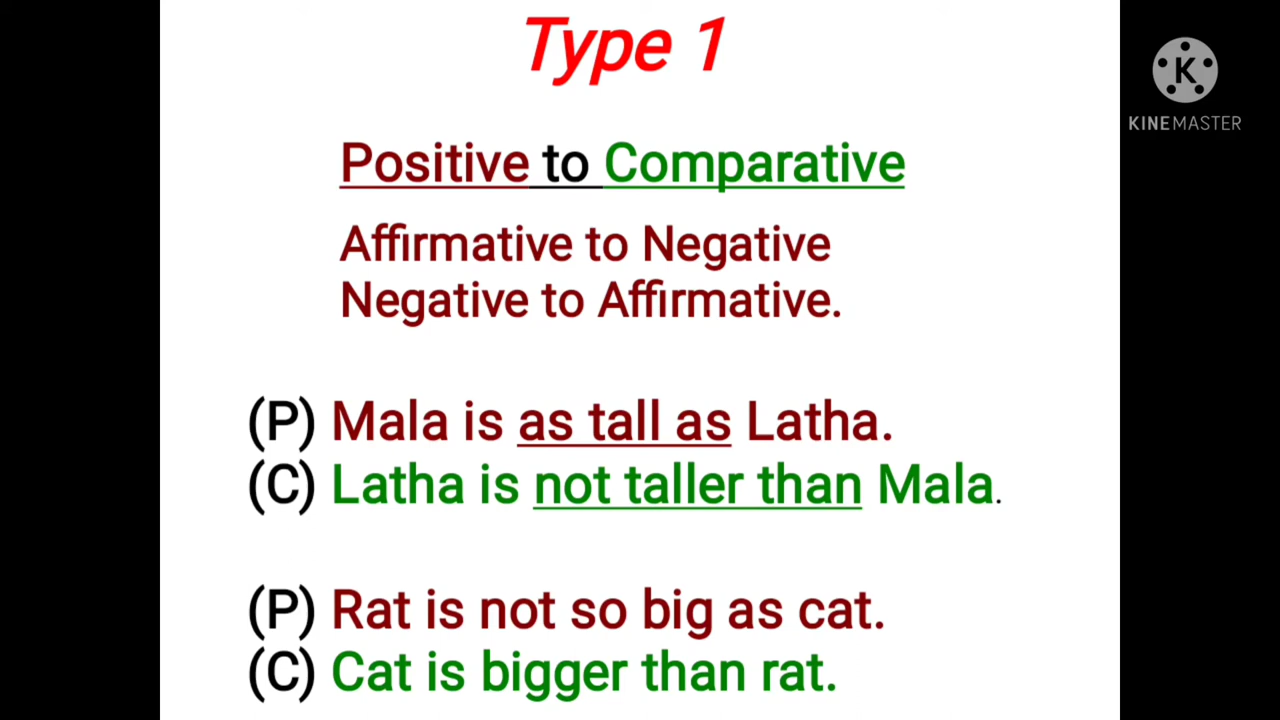 Type 1
KINEMASTER
Positive to Comparative
Affirmative to Negative
Negative to Affirmative.
(P) Mala is as tall as Latha.
(C) Latha is not taller than Mala.
(P) Rat is not so big as cat.
(C) Cat is bigger than rat.